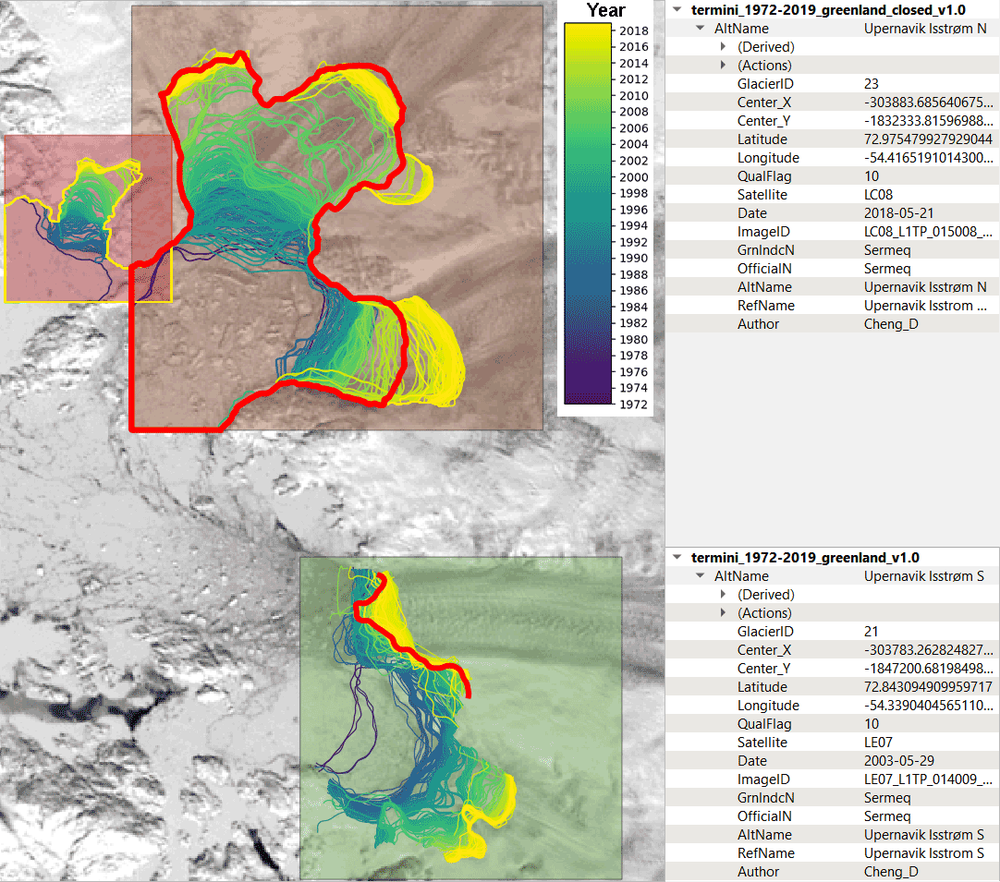 Year
2018
2016
2014
2012
2010
2008
2006
2004
2002
2000
1998
1996
1994
1992
1990
1988
1986
1984
1982
1980
1978
1976
1974
1972
termini_1972-2019_greenland_closed_v1.0
AltName Upernavik Isstrøm N
(Derived)
(Actions)
GlacierID 23
Center_X -303883.685640675...
Center_Y -1832333.81596988...
Latitude 72.975479927929044
Longitude -54.4165191014300...
QualFlag 10
Satellite LC08
Date 2018-05-21
ImageID LC08_L1TP_015008_...
GrnIndcN Sermeq
OfficialN Sermeq
AltName Upernavik Isstrøm N
RefName Upernavik Isstrom ...
Author Cheng_D
termini_1972-2019_greenland_v1.0
AltName Upernavik Isstrøm S
(Derived)
(Actions)
GlacierID 21
Center_X -303783.262824827...
Center_Y -1847200.68198498...
Latitude 72.843094909959717
Longitude -54.3390404565110...
QualFlag 10
Satellite LE07
Date 2003-05-29
ImageID LE07_L1TP_014009_...
GrnIndcN Sermeq
OfficialN Sermeq
AltName Upernavik Isstrøm S
RefName Upernavik Isstrom S
Author Cheng_D